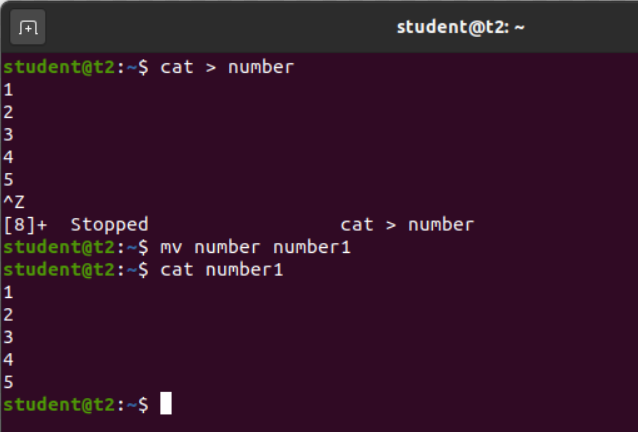 student@t2: ~
student@t2:~$ cat > number
1
2
3
4
5
^Z
[8]+  Stopped                 cat > number
student@t2:~$ mv number number1
student@t2:~$ cat number1
1
2
3
4
5
student@t2:~$